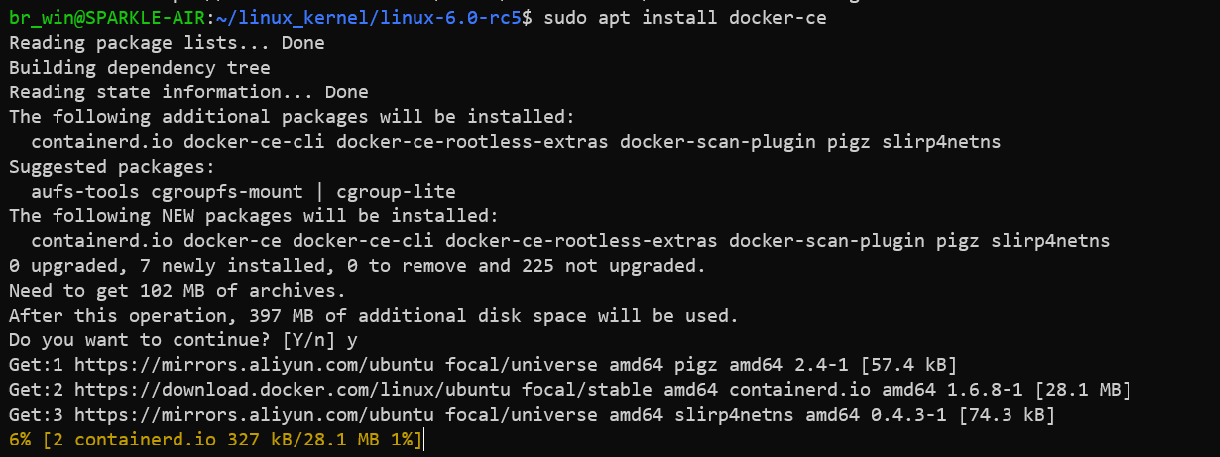 br_win@SPARKLE-AIR:~/linux_kernel/linux-6.0-rc5$ sudo apt install docker-ce
Reading package lists... Done
Building dependency tree
Reading state information... Done
The following additional packages will be installed:
  containerd.io docker-ce-cli docker-ce-rootless-extras docker-scan-plugin pigz slirp4netns
Suggested packages:
  aufs-tools cgroupfs-mount | cgroup-lite
The following NEW packages will be installed:
  containerd.io docker-ce docker-ce-cli docker-ce-rootless-extras docker-scan-plugin pigz slirp4netns
0 upgraded, 7 newly installed, 0 to remove and 225 not upgraded.
Need to get 102 MB of archives.
After this operation, 397 MB of additional disk space will be used.
Do you want to continue? [Y/n] y
Get:1 https://mirrors.aliyun.com/ubuntu focal/universe amd64 pigz amd64 2.4-1 [57.4 kB]
Get:2 https://download.docker.com/linux/ubuntu focal/stable amd64 containerd.io amd64 1.6.8-1 [28.1 MB]
Get:3 https://mirrors.aliyun.com/ubuntu focal/universe amd64 slirp4netns amd64 0.4.3-1 [74.3 kB]
6% [2 containerd.io 327 kB/28.1 MB 1%]